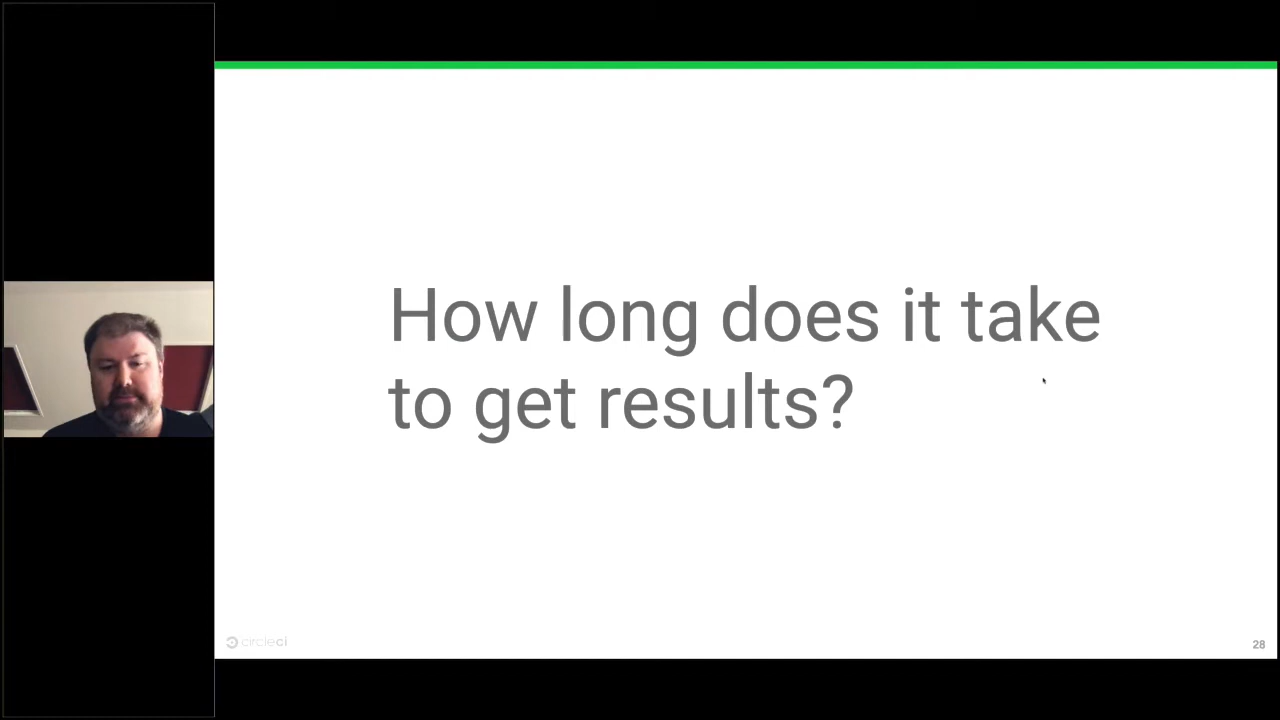 How long does it take
to get results?
circleci
28